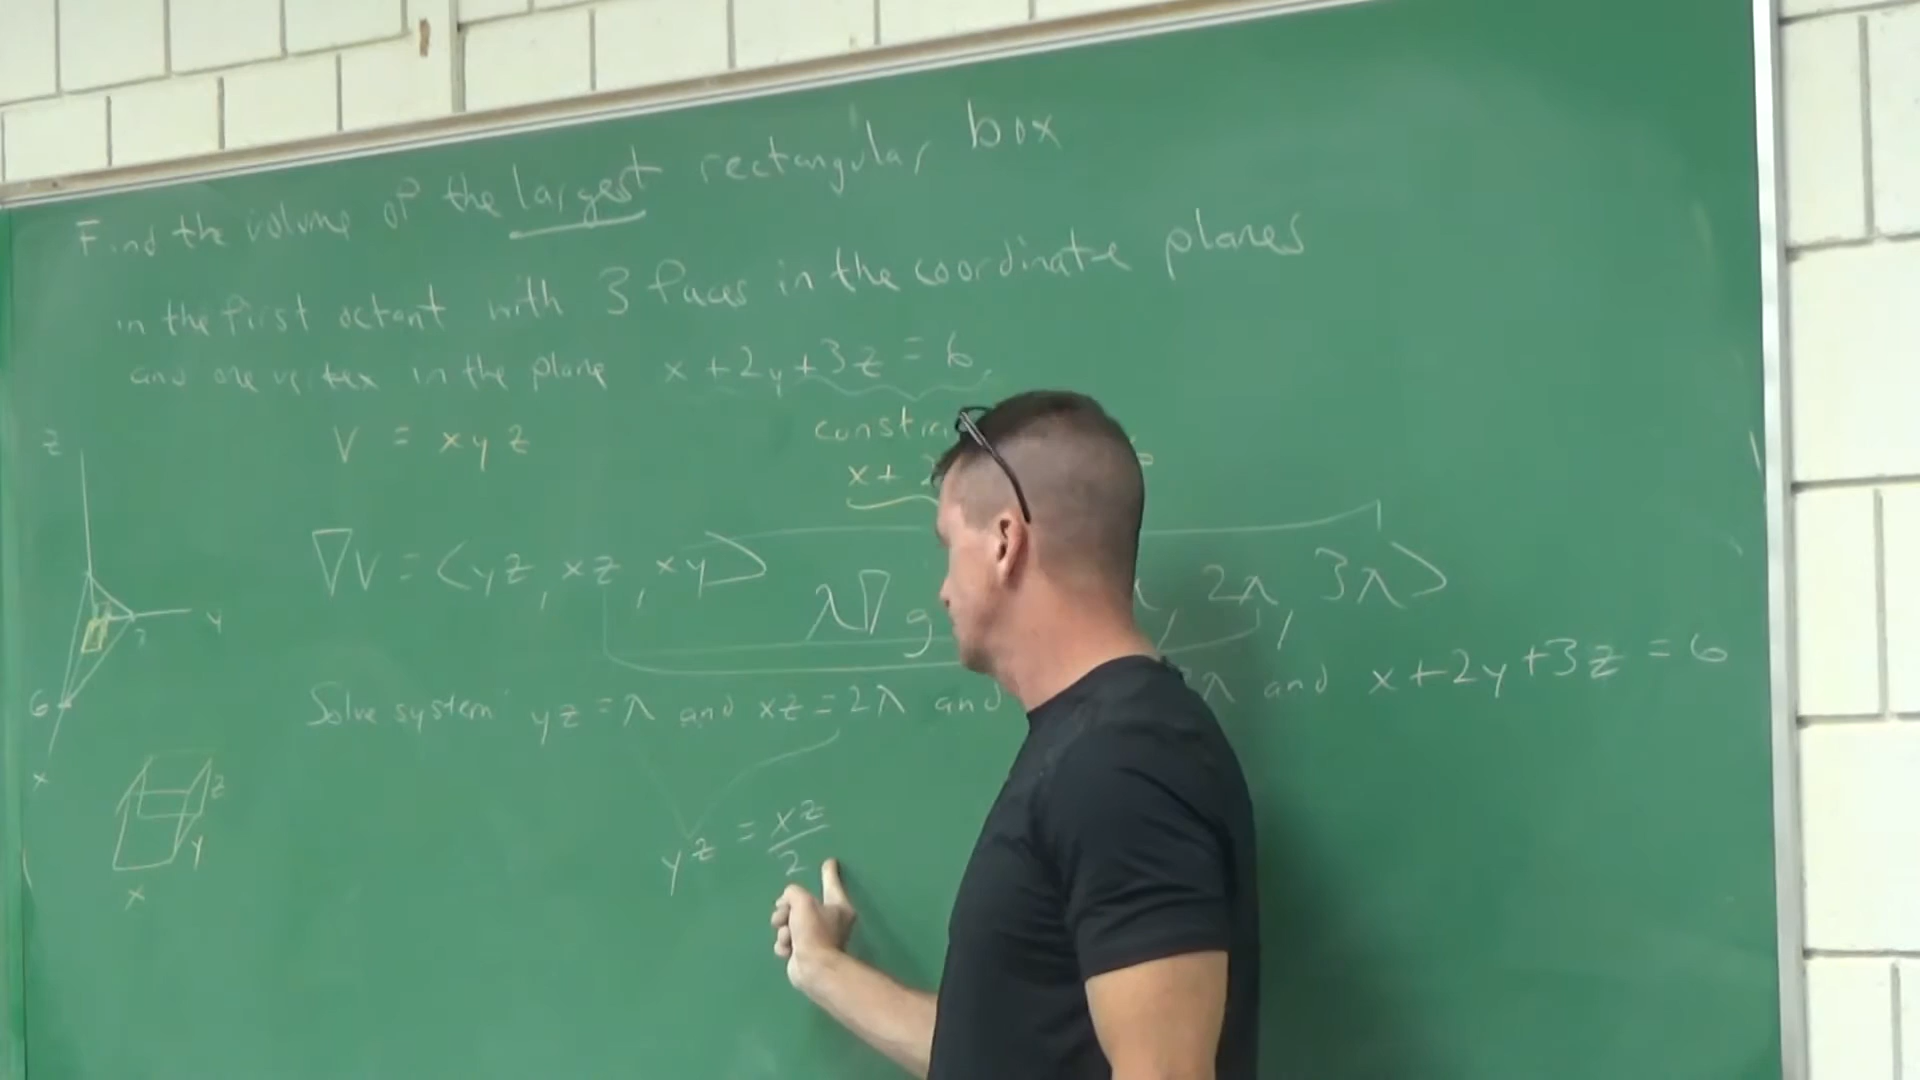 Find the volume of the largest rectangular box
in the first octant with 3 faces in the coordinate planes
and one vertex in the plane x + 2y + 3z = 6.
V = xyz
x +
∇V = <yz, xz, xy>
λ∇g , 2λ, 3λ>
Solve system yz = λ and xz = 2λ and λ and x + 2y + 3z = 6
yz = xz/2
z
y
6
x
z
y
x